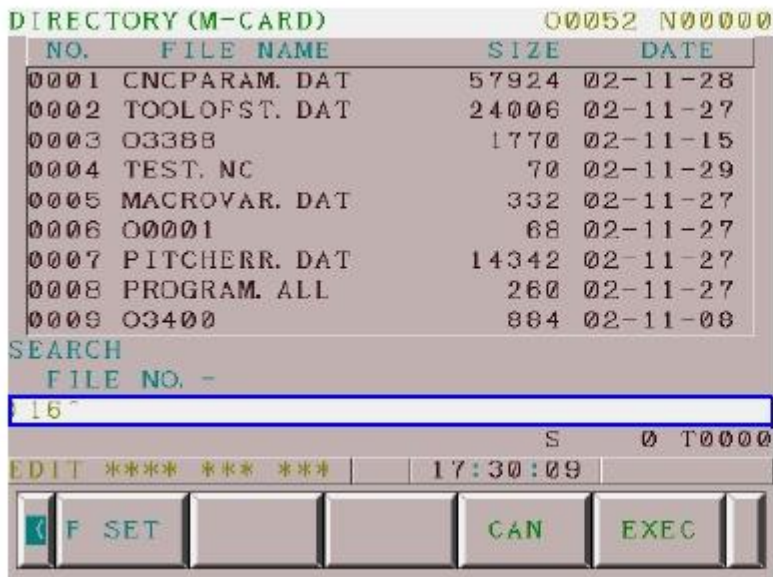 DIRECTORY (M-CARD) O0052 N00000
NO. FILE NAME SIZE DATE
0001 CNCPARAM. DAT 57924 02-11-28
0002 TOOLOFST. DAT 24006 02-11-27
0003 O3388 1770 02-11-15
0004 TEST. NC 70 02-11-29
0005 MACROVAR. DAT 332 02-11-27
0006 O0001 68 02-11-27
0007 PITCHERR. DAT 14342 02-11-27
0008 PROGRAM. ALL 260 02-11-27
0009 O3400 884 02-11-08
SEARCH
FILE NO. -
16^
S 0 T0000
EDIT **** *** *** 17:30:09
F SET CAN EXEC